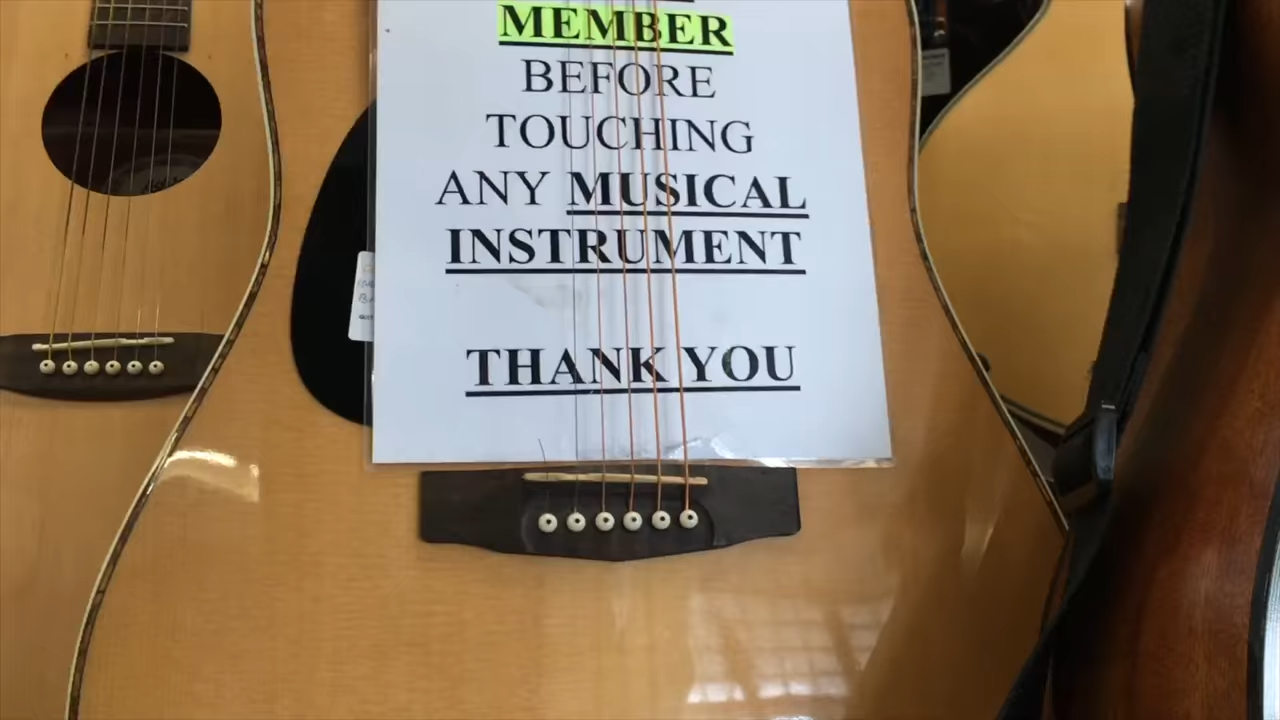 MEMBER
BEFORE
TOUCHING
ANY MUSICAL
INSTRUMENT
THANK YOU